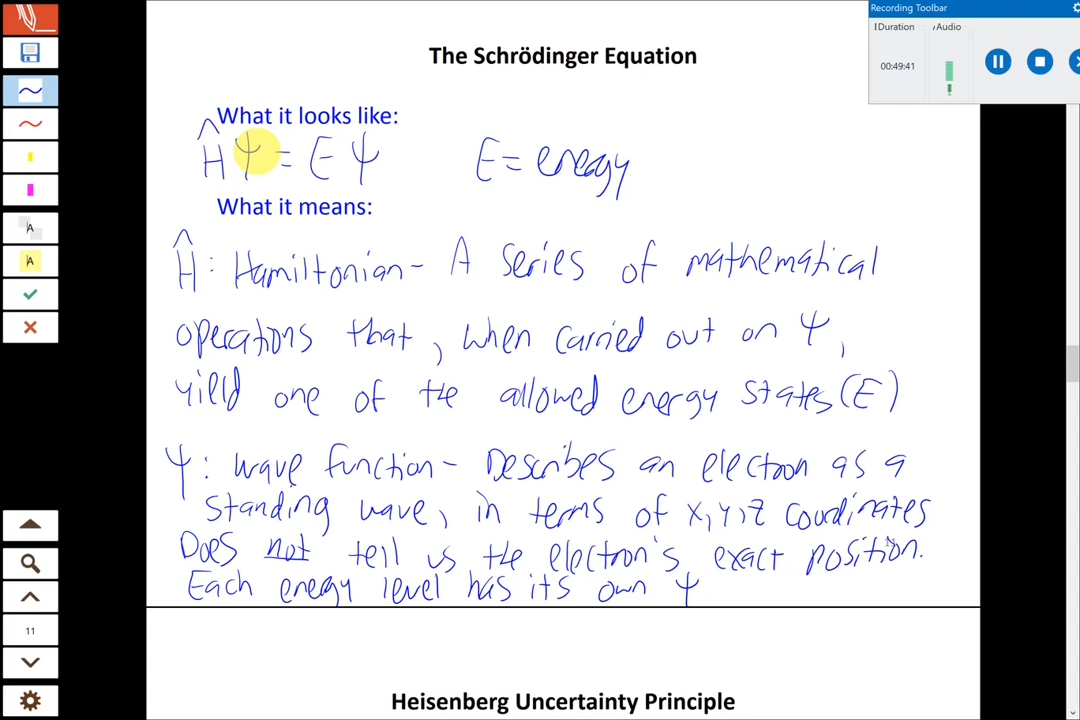 Recording Toolbar
Duration
Audio
00:49:41
The Schrödinger Equation
What it looks like:
ĤΨ = EΨ E = energy
What it means:
Ĥ: Hamiltonian- A series of mathematical
operations that, when carried out on Ψ,
yield one of the allowed energy states (E)
Ψ: wave function- Describes an electron as a
standing wave, in terms of x,y,z coordinates
Does not tell us the electron's exact position.
Each energy level has its own Ψ
Heisenberg Uncertainty Principle
A
A
11